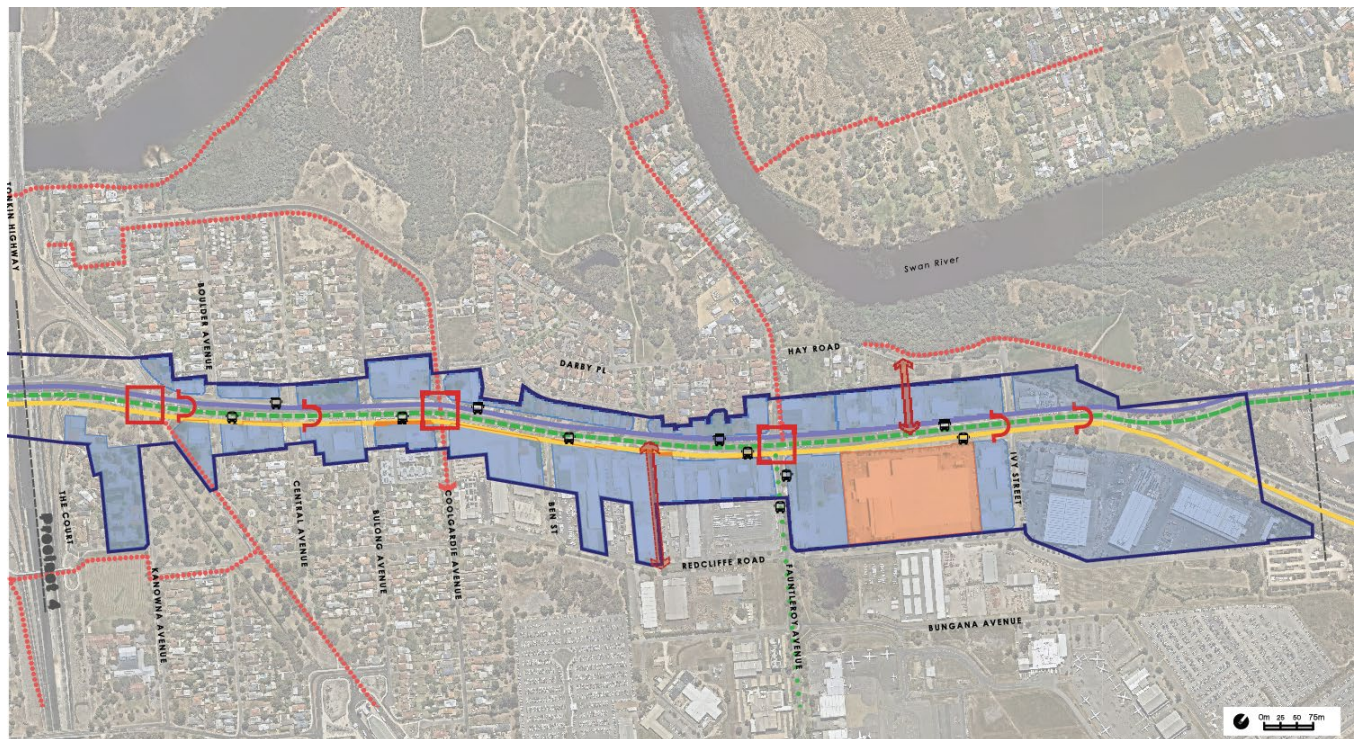 TONKIN HIGHWAY
BOULDER AVENUE
DARBY PL
HAY ROAD
Swan River
THE COURT
Precinct 4
KANOWNA AVENUE
CENTRAL AVENUE
BULONG AVENUE
COOLGARDIE AVENUE
BEN ST
REDCLIFFE ROAD
FAUNTLEROY AVENUE
IVY STREET
BUNGANA AVENUE
0m 25 50 75m